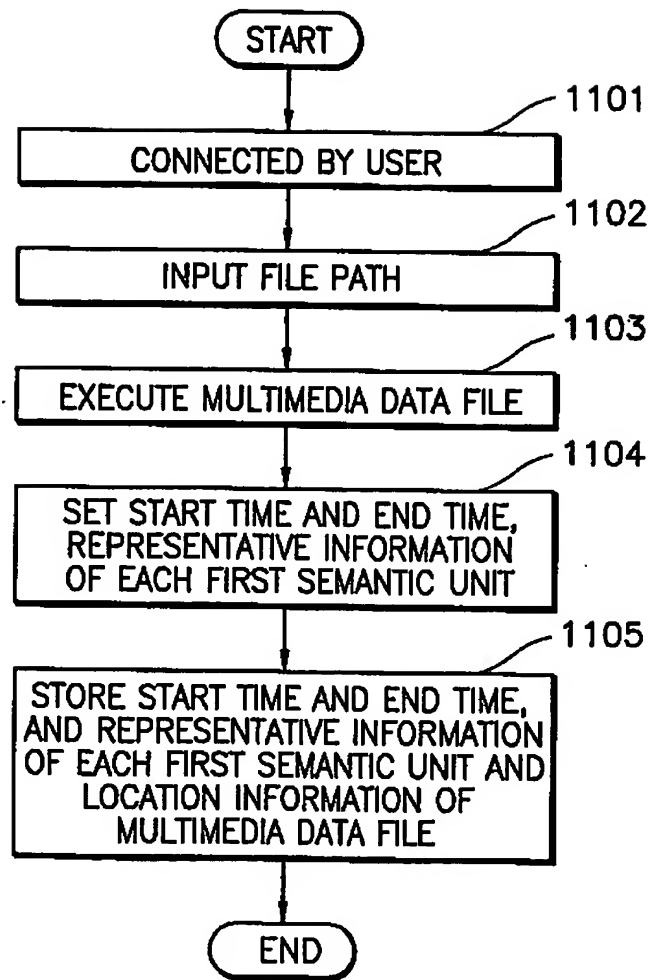 START
1101
CONNECTED BY USER
1102
INPUT FILE PATH
1103
EXECUTE MULTIMEDIA DATA FILE
1104
SET START TIME AND END TIME,
REPRESENTATIVE INFORMATION
OF EACH FIRST SEMANTIC UNIT
1105
STORE START TIME AND END TIME,
AND REPRESENTATIVE INFORMATION
OF EACH FIRST SEMANTIC UNIT AND
LOCATION INFORMATION OF
MULTIMEDIA DATA FILE
END